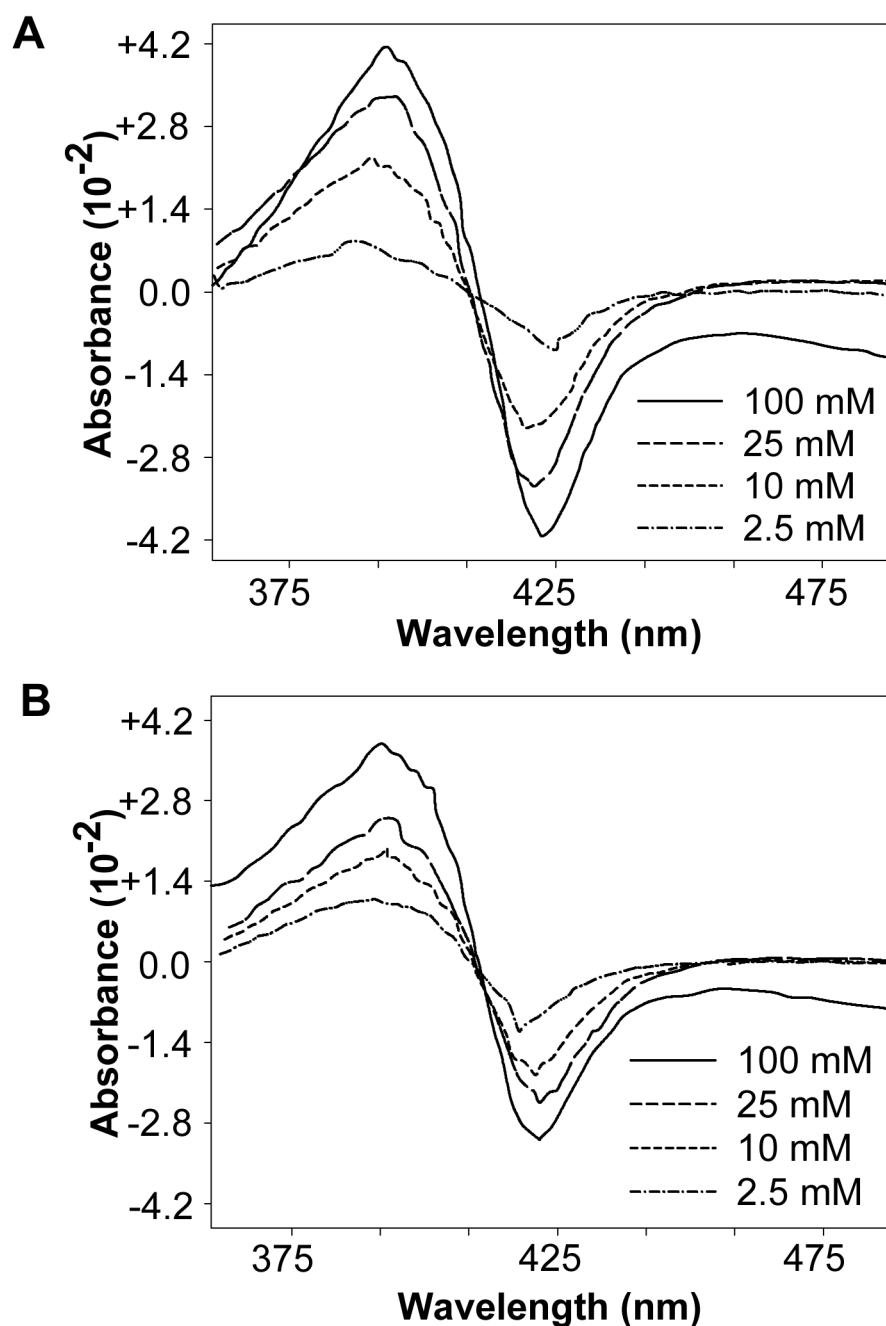 A
Absorbance (10-2)
+4.2
+2.8
+1.4
0.0
-1.4
-2.8
-4.2
100 mM
25 mM
10 mM
2.5 mM
375
425
475
Wavelength (nm)
B
Absorbance (10-2)
+4.2
+2.8
+1.4
0.0
-1.4
-2.8
-4.2
100 mM
25 mM
10 mM
2.5 mM
375
425
475
Wavelength (nm)